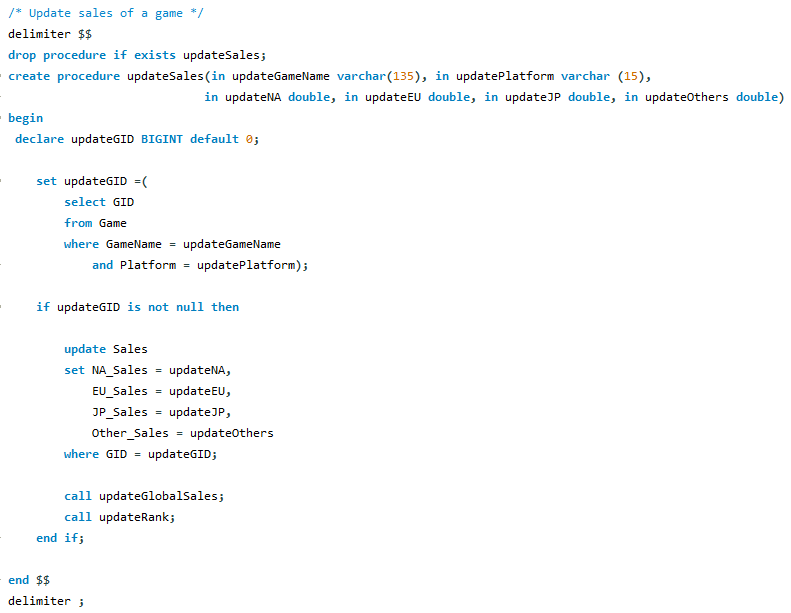 /* Update sales of a game */
delimiter $$
drop procedure if exists updateSales;
create procedure updateSales(in updateGameName varchar(135), in updatePlatform varchar (15),
in updateNA double, in updateEU double, in updateJP double, in updateOthers double)
begin
declare updateGID BIGINT default 0;
set updateGID =(
select GID
from Game
where GameName = updateGameName
and Platform = updatePlatform);
if updateGID is not null then
update Sales
set NA_Sales = updateNA,
EU_Sales = updateEU,
JP_Sales = updateJP,
Other_Sales = updateOthers
where GID = updateGID;
call updateGlobalSales;
call updateRank;
end if;
end $$
delimiter ;